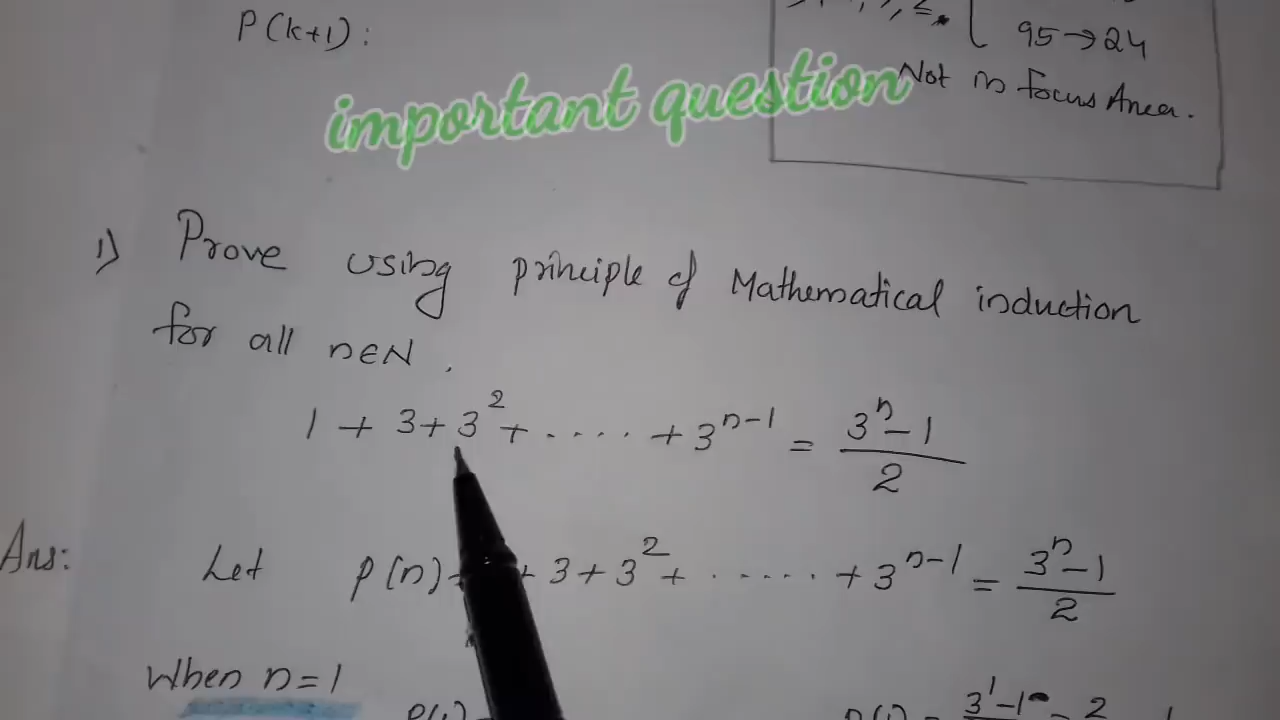 P(k+1):
95→24
Not in focus Area.
important question
1) Prove using principle of Mathematical induction
for all n∈N.
1 + 3 + 3² + ..... + 3ⁿ⁻¹ = (3ⁿ - 1)/2
Ans: Let P(n) + 3 + 3² + ...... + 3ⁿ⁻¹ = (3ⁿ - 1)/2
When n=1